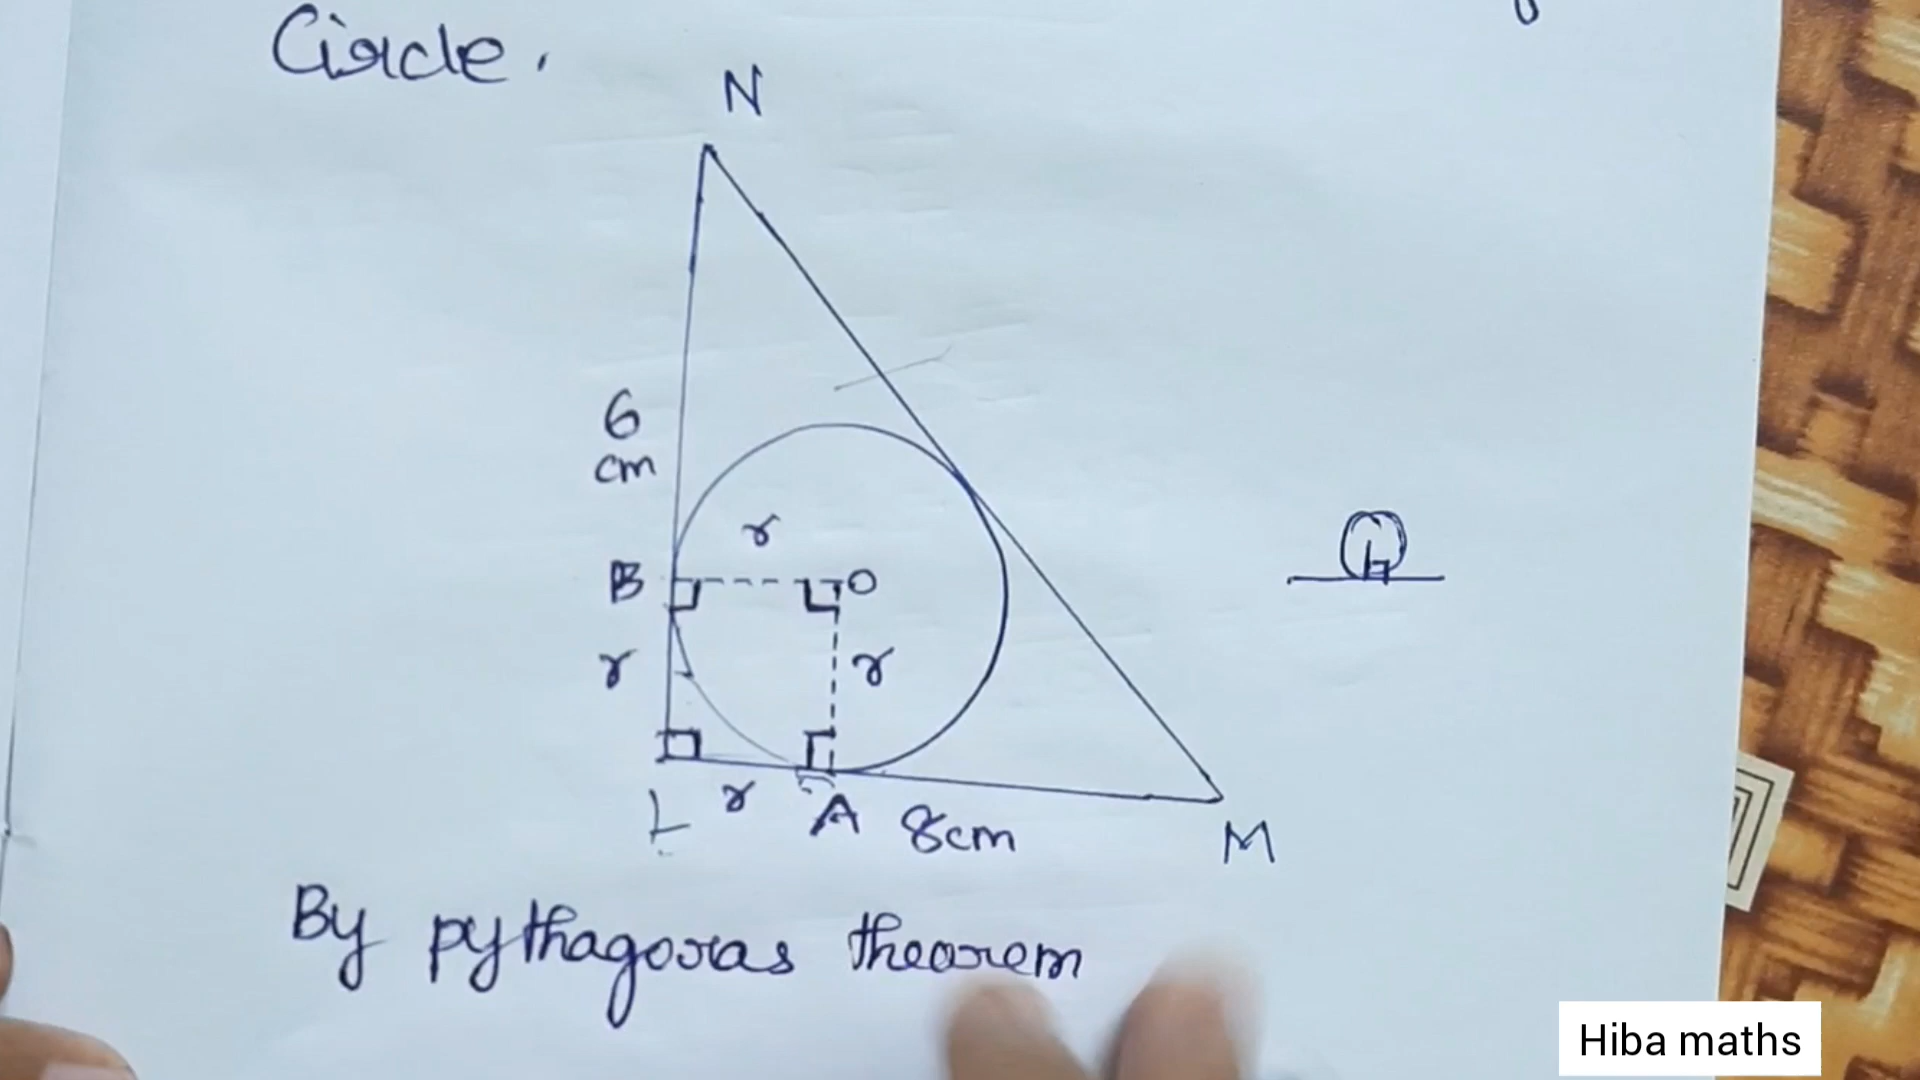 Circle.
N
6
cm
r
B
O
r
r
L
r
A
8cm
M
By pythagoras theorem
Hiba maths